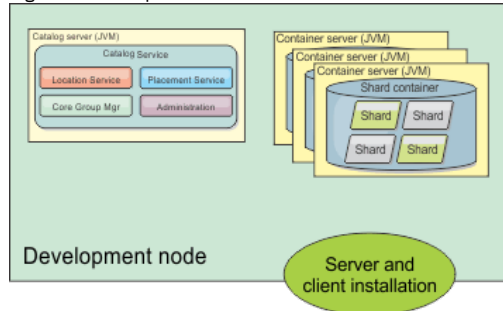 Catalog server (JVM)
Catalog Service
Location Service
Placement Service
Core Group Mgr
Administration
Container server (JVM)
Container server (JVM)
Container server (JVM)
Shard container
Shard
Shard
Shard
Shard
Development node
Server and
client installation